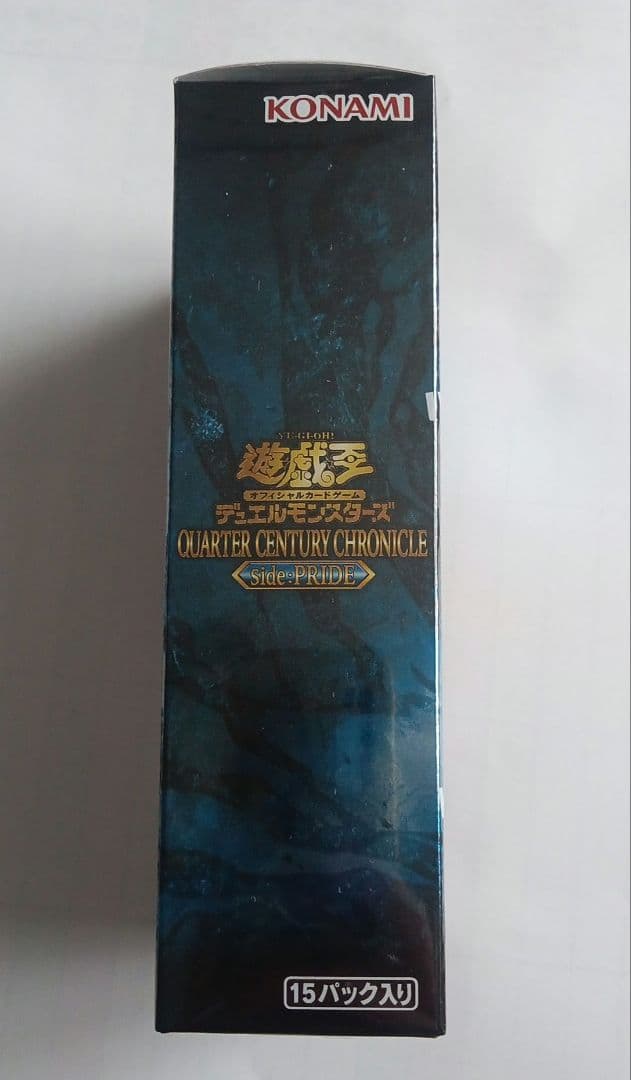 KONAMI
YU-GI-OH!
遊戯王
オフィシャルカードゲーム
デュエルモンスターズ
QUARTER CENTURY CHRONICLE
side:PRIDE
15パック入り